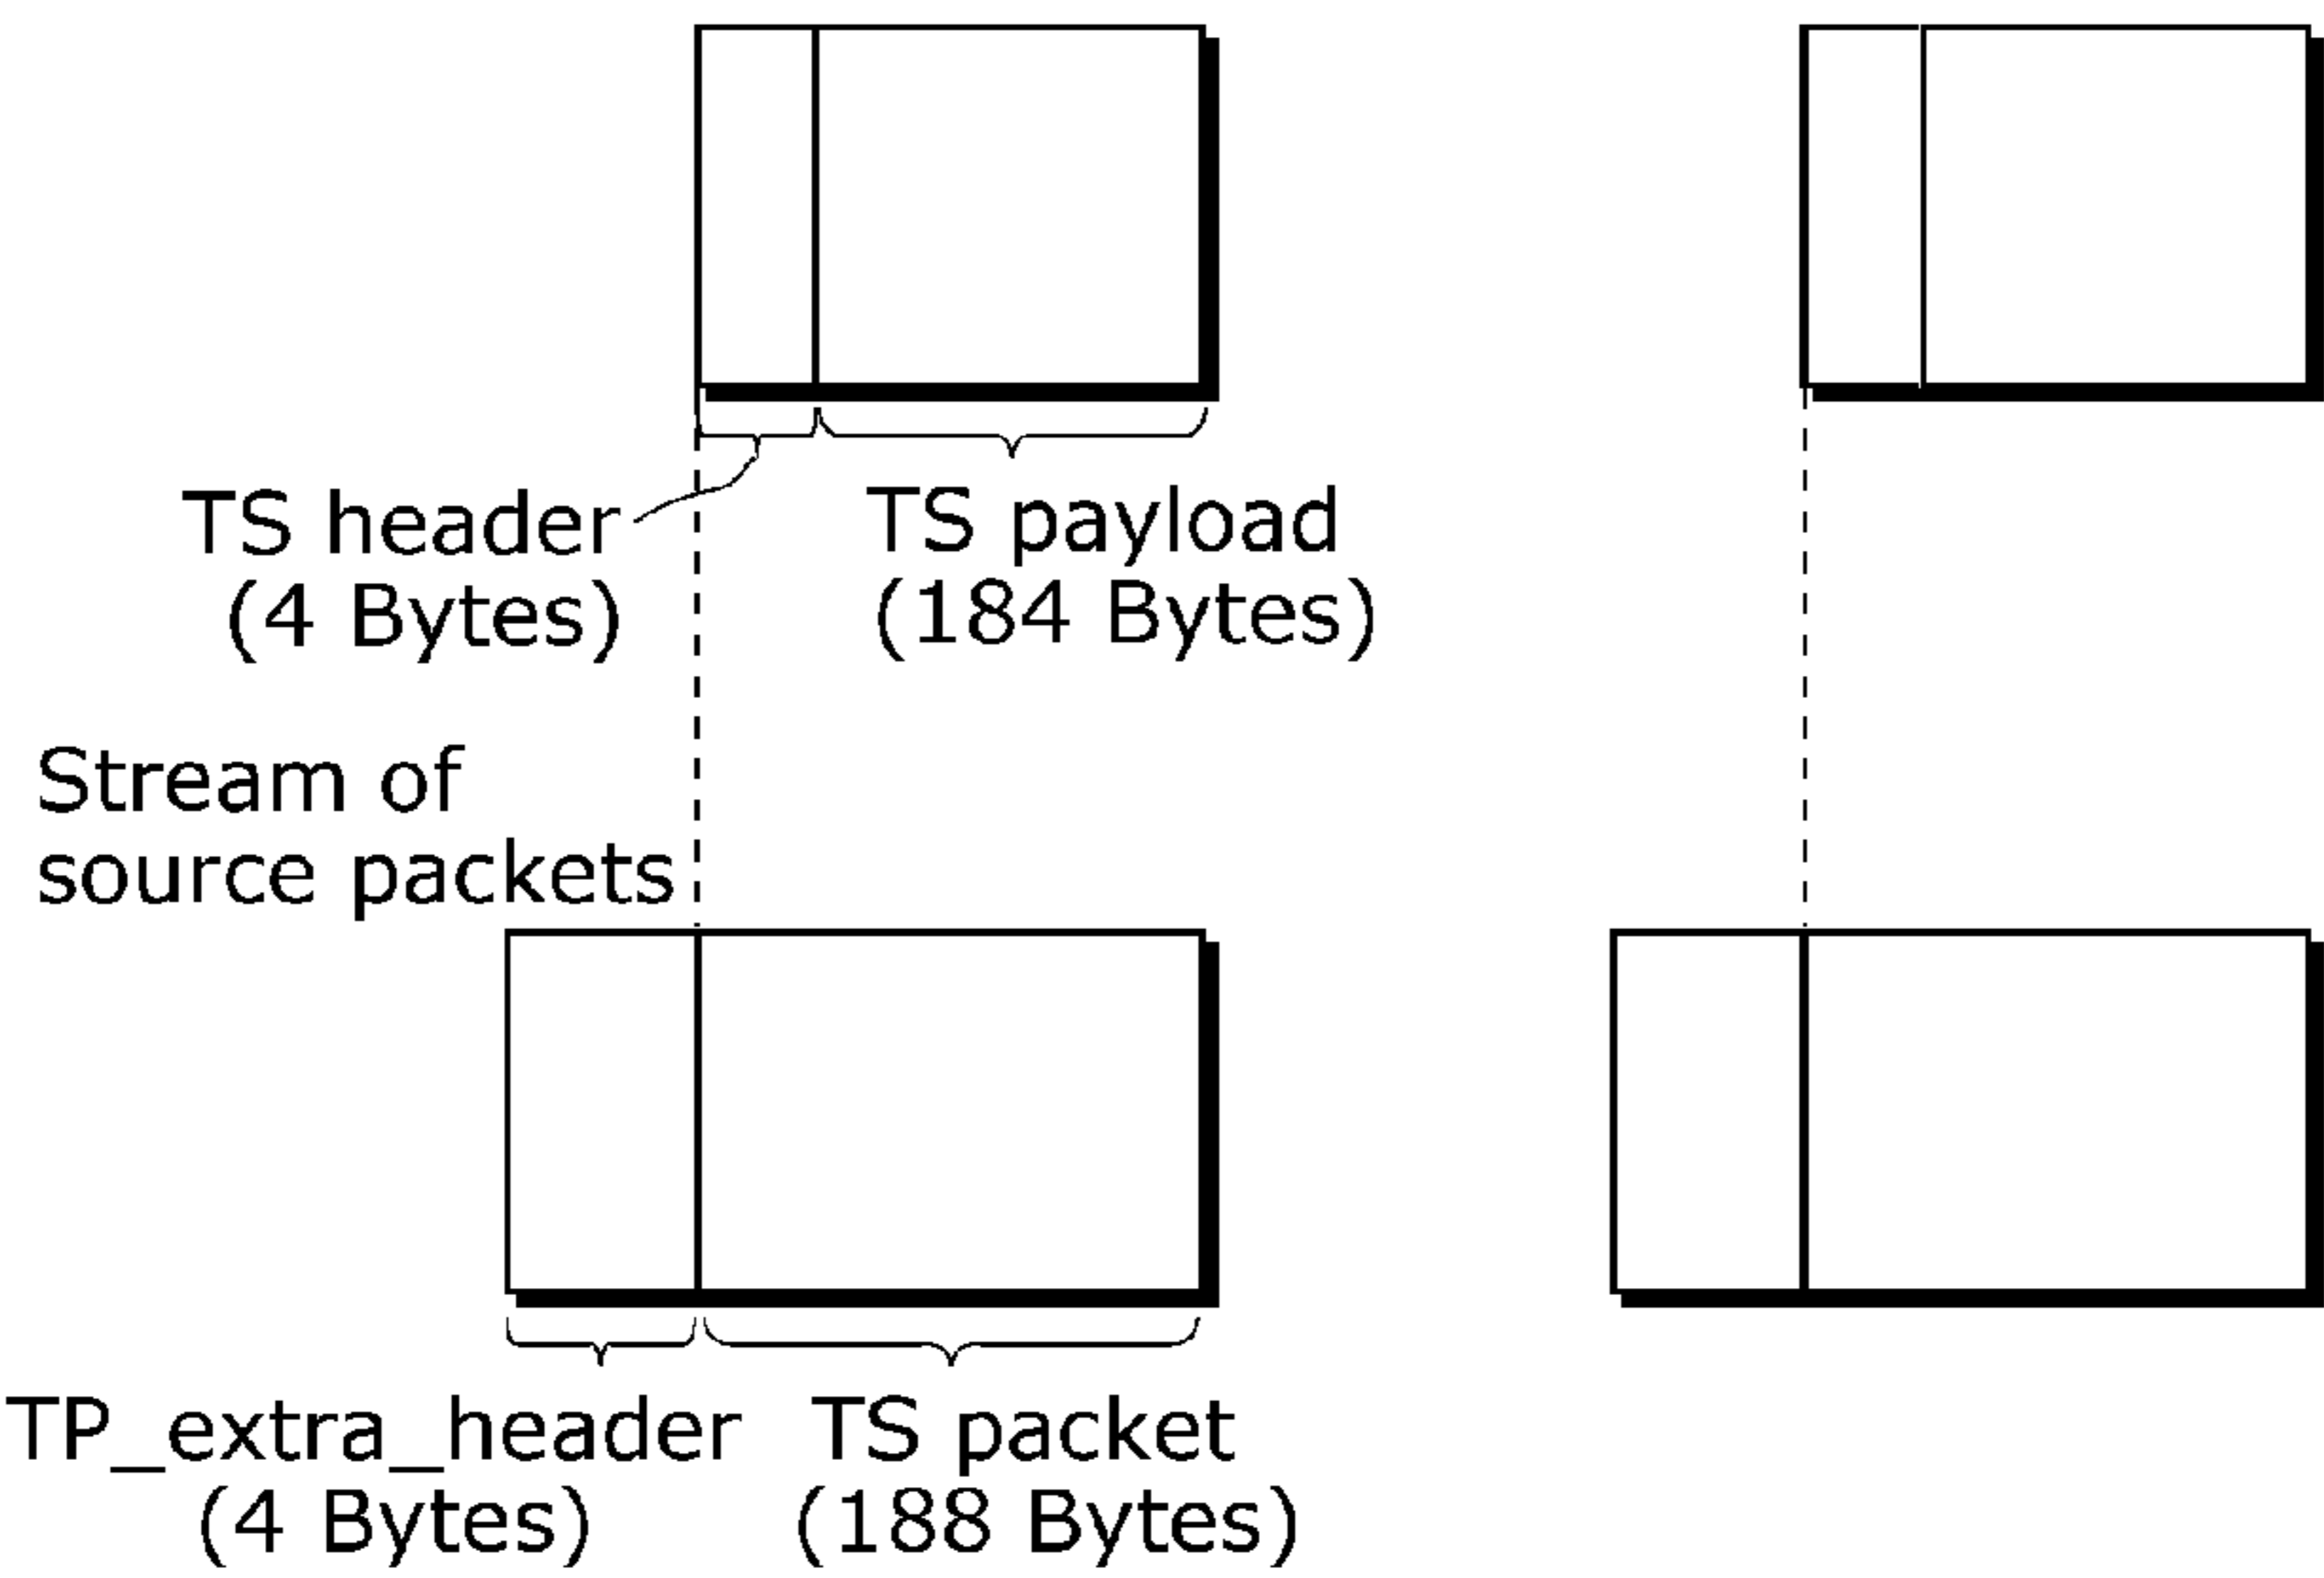 TS header
(4 Bytes)
TS payload
(184 Bytes)
Stream of
source packets
TP_extra_header
(4 Bytes)
TS packet
(188 Bytes)